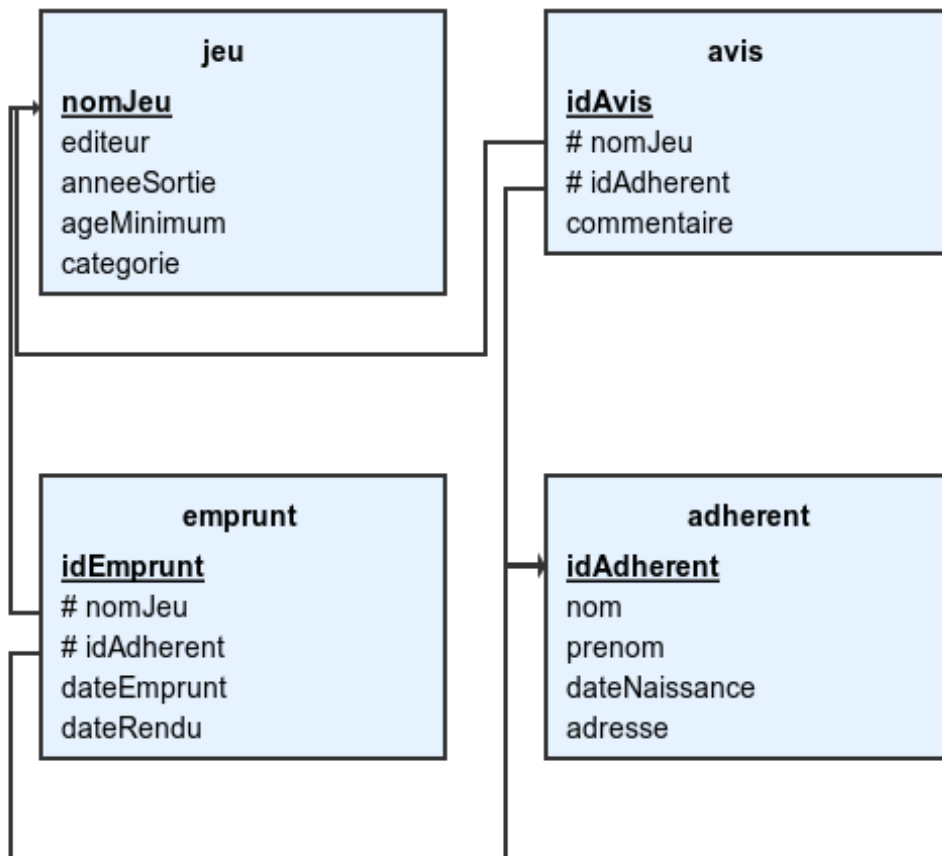 jeu
nomJeu
editeur
anneeSortie
ageMinimum
categorie
avis
idAvis
# nomJeu
# idAdherent
commentaire
emprunt
idEmprunt
# nomJeu
# idAdherent
dateEmprunt
dateRendu
adherent
idAdherent
nom
prenom
dateNaissance
adresse